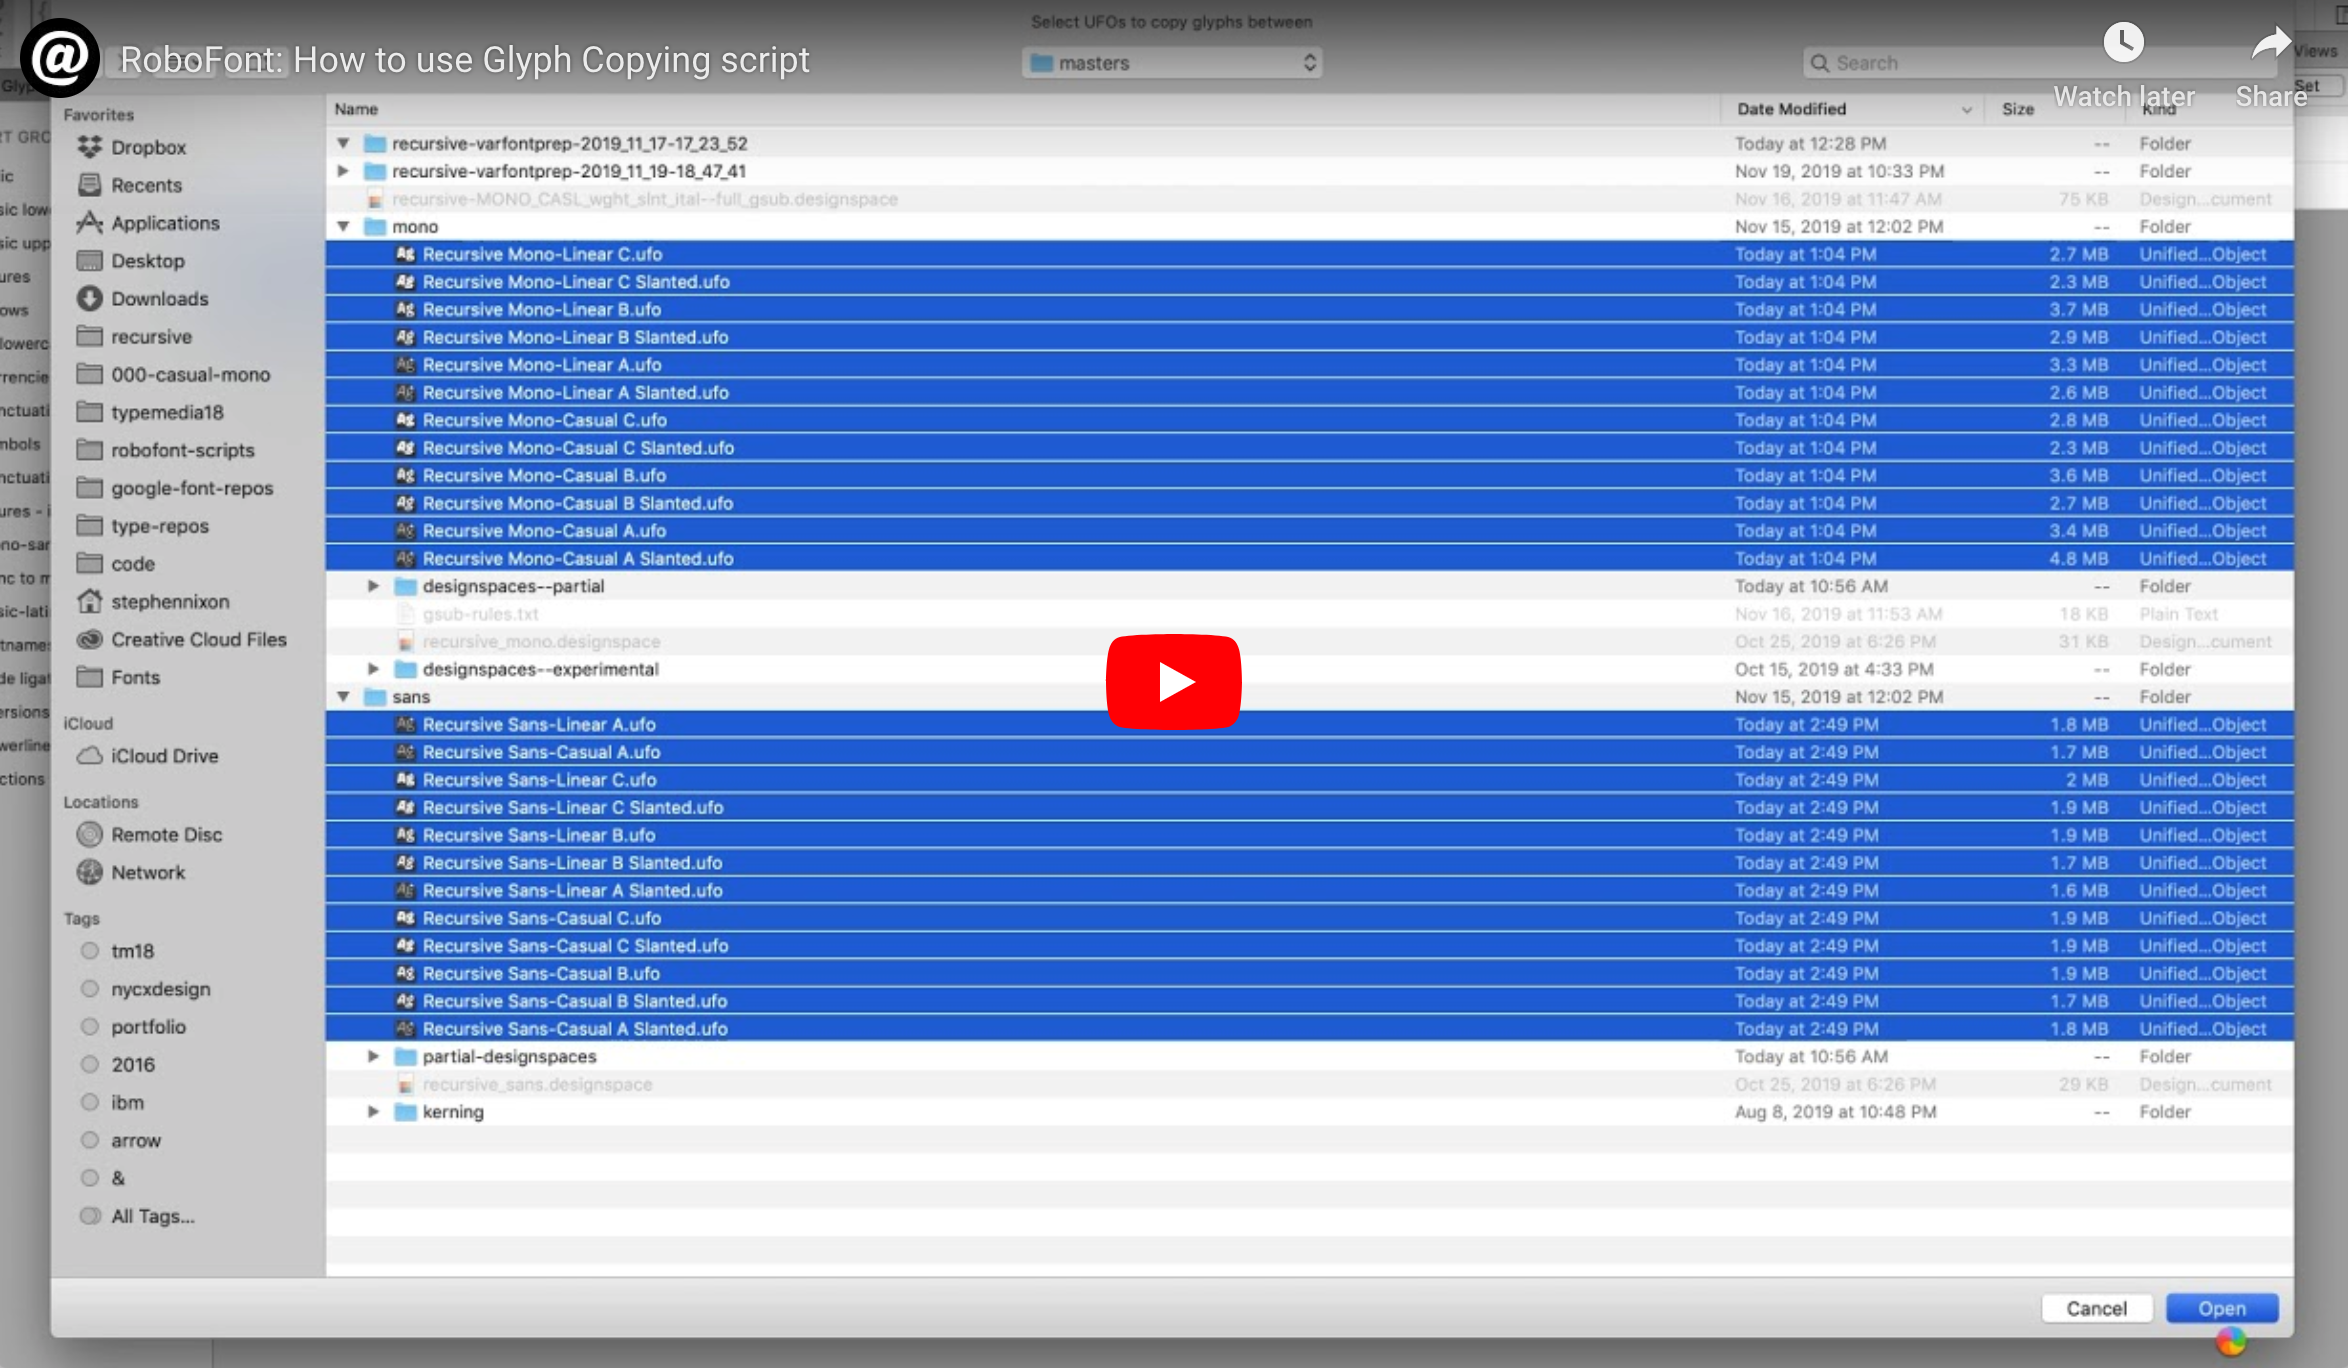 Select UFOs to copy glyphs between
@ RoboFont: How to use Glyph Copying script
masters
Search
Watch later
Share
Views
Set
Favorites
Dropbox
Recents
Applications
Desktop
Downloads
recursive
000-casual-mono
typemedia18
robofont-scripts
google-font-repos
type-repos
code
stephennixon
Creative Cloud Files
Fonts
iCloud
iCloud Drive
Locations
Remote Disc
Network
Tags
tm18
nycxdesign
portfolio
2016
ibm
arrow
&
All Tags...
Name Date Modified Size Kind
recursive-varfontprep-2019_11_17-17_23_52 Today at 12:28 PM -- Folder
recursive-varfontprep-2019_11_19-18_47_41 Nov 19, 2019 at 10:33 PM -- Folder
recursive-MONO_CASL_wght_slnt_ital--full_gsub.designspace Nov 16, 2019 at 11:47 AM 75 KB Design...cument
mono Nov 15, 2019 at 12:02 PM -- Folder
Recursive Mono-Linear C.ufo Today at 1:04 PM 2.7 MB Unified...Object
Recursive Mono-Linear C Slanted.ufo Today at 1:04 PM 2.3 MB Unified...Object
Recursive Mono-Linear B.ufo Today at 1:04 PM 3.7 MB Unified...Object
Recursive Mono-Linear B Slanted.ufo Today at 1:04 PM 2.9 MB Unified...Object
Recursive Mono-Linear A.ufo Today at 1:04 PM 3.3 MB Unified...Object
Recursive Mono-Linear A Slanted.ufo Today at 1:04 PM 2.6 MB Unified...Object
Recursive Mono-Casual C.ufo Today at 1:04 PM 2.8 MB Unified...Object
Recursive Mono-Casual C Slanted.ufo Today at 1:04 PM 2.3 MB Unified...Object
Recursive Mono-Casual B.ufo Today at 1:04 PM 3.6 MB Unified...Object
Recursive Mono-Casual B Slanted.ufo Today at 1:04 PM 2.7 MB Unified...Object
Recursive Mono-Casual A.ufo Today at 1:04 PM 3.4 MB Unified...Object
Recursive Mono-Casual A Slanted.ufo Today at 1:04 PM 4.8 MB Unified...Object
designspaces--partial Today at 10:56 AM -- Folder
gsub-rules.txt Nov 16, 2019 at 11:53 AM 18 KB Plain Text
recursive_mono.designspace Oct 25, 2019 at 6:26 PM 31 KB Design...cument
designspaces--experimental Oct 15, 2019 at 4:33 PM -- Folder
sans Nov 15, 2019 at 12:02 PM -- Folder
Recursive Sans-Linear A.ufo Today at 2:49 PM 1.8 MB Unified...Object
Recursive Sans-Casual A.ufo Today at 2:49 PM 1.7 MB Unified...Object
Recursive Sans-Linear C.ufo Today at 2:49 PM 2 MB Unified...Object
Recursive Sans-Linear C Slanted.ufo Today at 2:49 PM 1.9 MB Unified...Object
Recursive Sans-Linear B.ufo Today at 2:49 PM 1.9 MB Unified...Object
Recursive Sans-Linear B Slanted.ufo Today at 2:49 PM 1.7 MB Unified...Object
Recursive Sans-Linear A Slanted.ufo Today at 2:49 PM 1.6 MB Unified...Object
Recursive Sans-Casual C.ufo Today at 2:49 PM 1.9 MB Unified...Object
Recursive Sans-Casual C Slanted.ufo Today at 2:49 PM 1.9 MB Unified...Object
Recursive Sans-Casual B.ufo Today at 2:49 PM 1.9 MB Unified...Object
Recursive Sans-Casual B Slanted.ufo Today at 2:49 PM 1.7 MB Unified...Object
Recursive Sans-Casual A Slanted.ufo Today at 2:49 PM 1.8 MB Unified...Object
partial-designspaces Today at 10:56 AM -- Folder
recursive_sans.designspace Oct 25, 2019 at 6:26 PM 29 KB Design...cument
kerning Aug 8, 2019 at 10:48 PM -- Folder
Cancel
Open